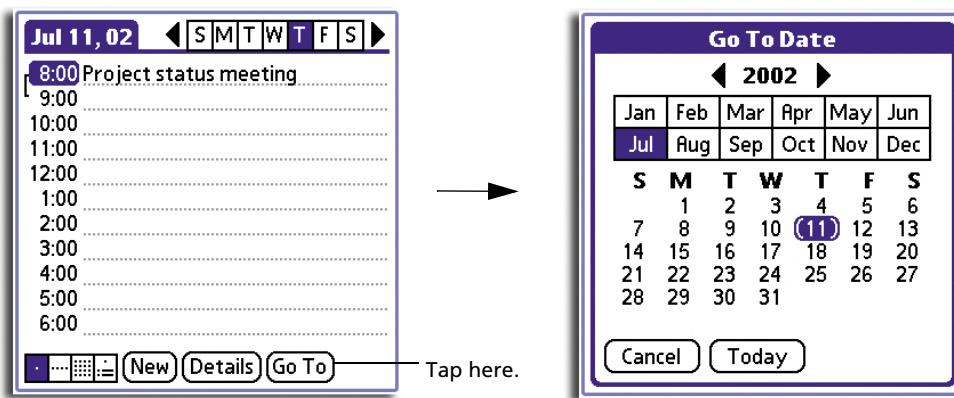 Jul 11, 02 S M T W T F S
8:00 Project status meeting
9:00
10:00
11:00
12:00
1:00
2:00
3:00
4:00
5:00
6:00
New Details Go To
Tap here.
Go To Date
2002
Jan Feb Mar Apr May Jun
Jul Aug Sep Oct Nov Dec
S M T W T F S
1 2 3 4 5 6
7 8 9 10 (11) 12 13
14 15 16 17 18 19 20
21 22 23 24 25 26 27
28 29 30 31
Cancel Today